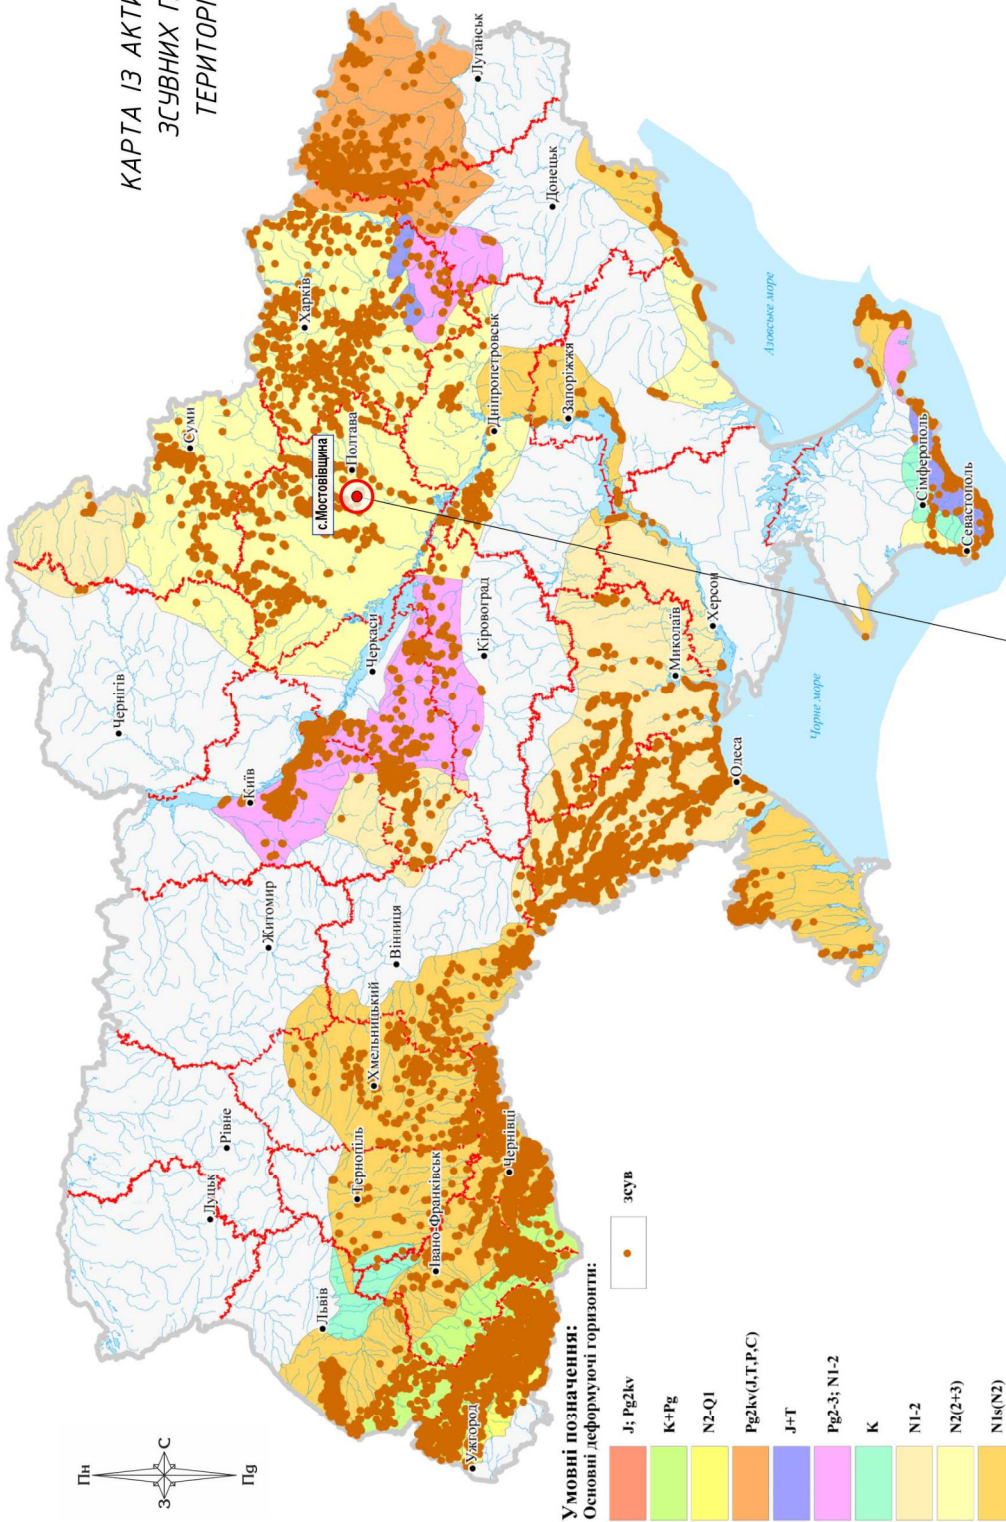 КАРТА ІЗ АКТИ
ЗСУВНИХ П
ТЕРИТОРІ
Пн
З
С
Пд
Чернігів
Суми
Луцьк
Рівне
Київ
Житомир
Харків
Львів
с.Мостовівщина
Полтава
Тернопіль
Хмельницький
Черкаси
Луганськ
Вінниця
Івано-Франківськ
Ужгород
Кіровоград
Дніпропетровськ
Чернівці
Донецьк
Запоріжжя
Миколаїв
Херсон
Одеса
Азовське море
Чорне море
Сімферополь
Севастополь
Умовні позначення:
Основні деформуючі горизонти:
J; Pg2kv
K+Pg
N2-Q1
Pg2kv(J,T,P,C)
J+T
Pg2-3; N1-2
K
N1-2
N2(2+3)
N1s(N2)
зсув